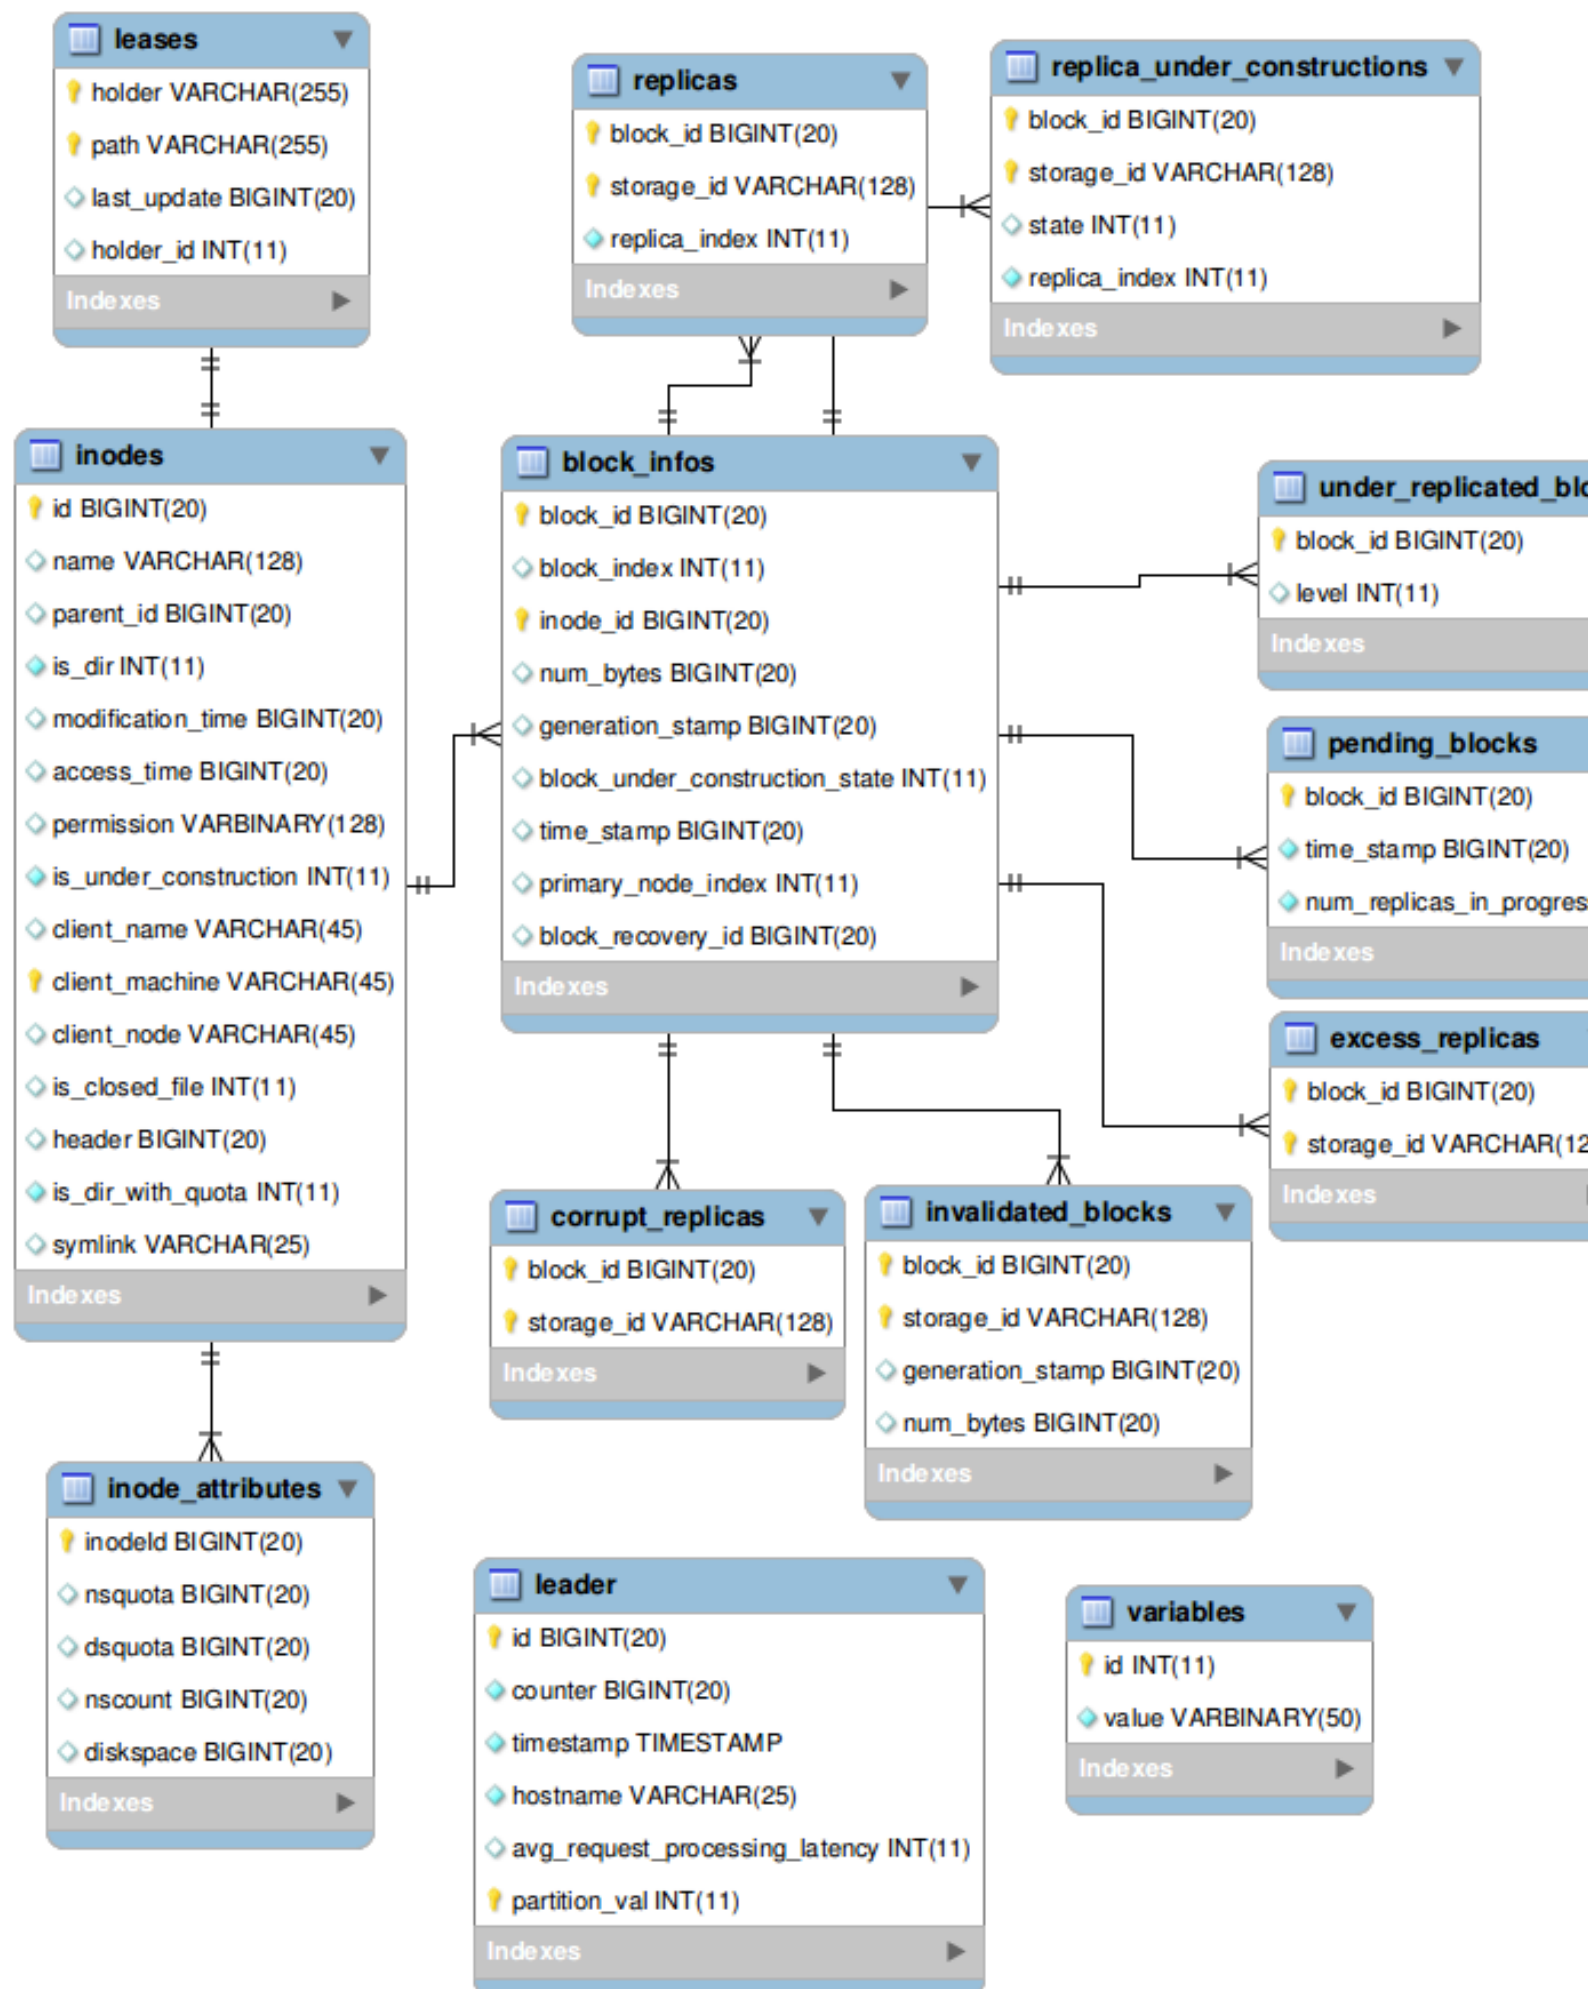 leases
holder VARCHAR(255)
path VARCHAR(255)
last_update BIGINT(20)
holder_id INT(11)
Indexes
replicas
block_id BIGINT(20)
storage_id VARCHAR(128)
replica_index INT(11)
Indexes
replica_under_constructions
block_id BIGINT(20)
storage_id VARCHAR(128)
state INT(11)
replica_index INT(11)
Indexes
inodes
id BIGINT(20)
name VARCHAR(128)
parent_id BIGINT(20)
is_dir INT(11)
modification_time BIGINT(20)
access_time BIGINT(20)
permission VARBINARY(128)
is_under_construction INT(11)
client_name VARCHAR(45)
client_machine VARCHAR(45)
client_node VARCHAR(45)
is_closed_file INT(11)
header BIGINT(20)
is_dir_with_quota INT(11)
symlink VARCHAR(25)
Indexes
block_infos
block_id BIGINT(20)
block_index INT(11)
inode_id BIGINT(20)
num_bytes BIGINT(20)
generation_stamp BIGINT(20)
block_under_construction_state INT(11)
time_stamp BIGINT(20)
primary_node_index INT(11)
block_recovery_id BIGINT(20)
Indexes
under_replicated_blo
block_id BIGINT(20)
level INT(11)
Indexes
pending_blocks
block_id BIGINT(20)
time_stamp BIGINT(20)
num_replicas_in_progres
Indexes
excess_replicas
block_id BIGINT(20)
storage_id VARCHAR(12
Indexes
corrupt_replicas
block_id BIGINT(20)
storage_id VARCHAR(128)
Indexes
invalidated_blocks
block_id BIGINT(20)
storage_id VARCHAR(128)
generation_stamp BIGINT(20)
num_bytes BIGINT(20)
Indexes
inode_attributes
inodeId BIGINT(20)
nsquota BIGINT(20)
dsquota BIGINT(20)
nscount BIGINT(20)
diskspace BIGINT(20)
Indexes
leader
id BIGINT(20)
counter BIGINT(20)
timestamp TIMESTAMP
hostname VARCHAR(25)
avg_request_processing_latency INT(11)
partition_val INT(11)
Indexes
variables
id INT(11)
value VARBINARY(50)
Indexes